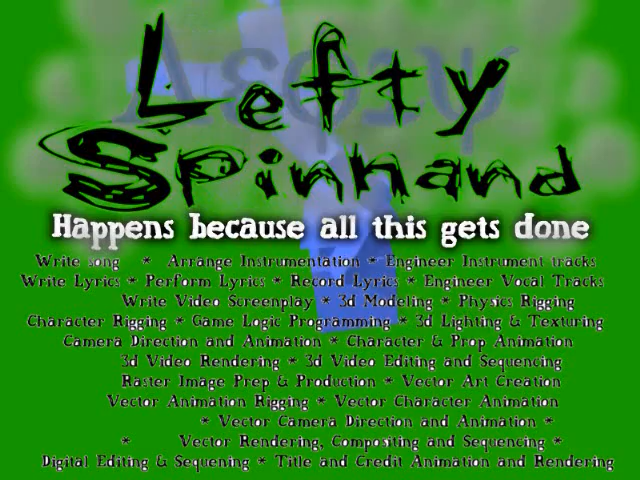 Lefty
Spinhand
Happens because all this gets done
Write song * Arrange Instrumentation * Engineer Instrument tracks
Write Lyrics * Perform Lyrics * Record Lyrics * Engineer Vocal Tracks
Write Video Screenplay * 3d Modeling * Physics Rigging
Character Rigging * Game Logic Programming * 3d Lighting & Texturing
Camera Direction and Animation * Character & Prop Animation
3d Video Rendering * 3d Video Editing and Sequencing
Raster Image Prep & Production * Vector Art Creation
Vector Animation Rigging * Vector Character Animation
* Vector Camera Direction and Animation *
* Vector Rendering, Compositing and Sequencing *
Digital Editing & Sequening * Title and Credit Animation and Rendering